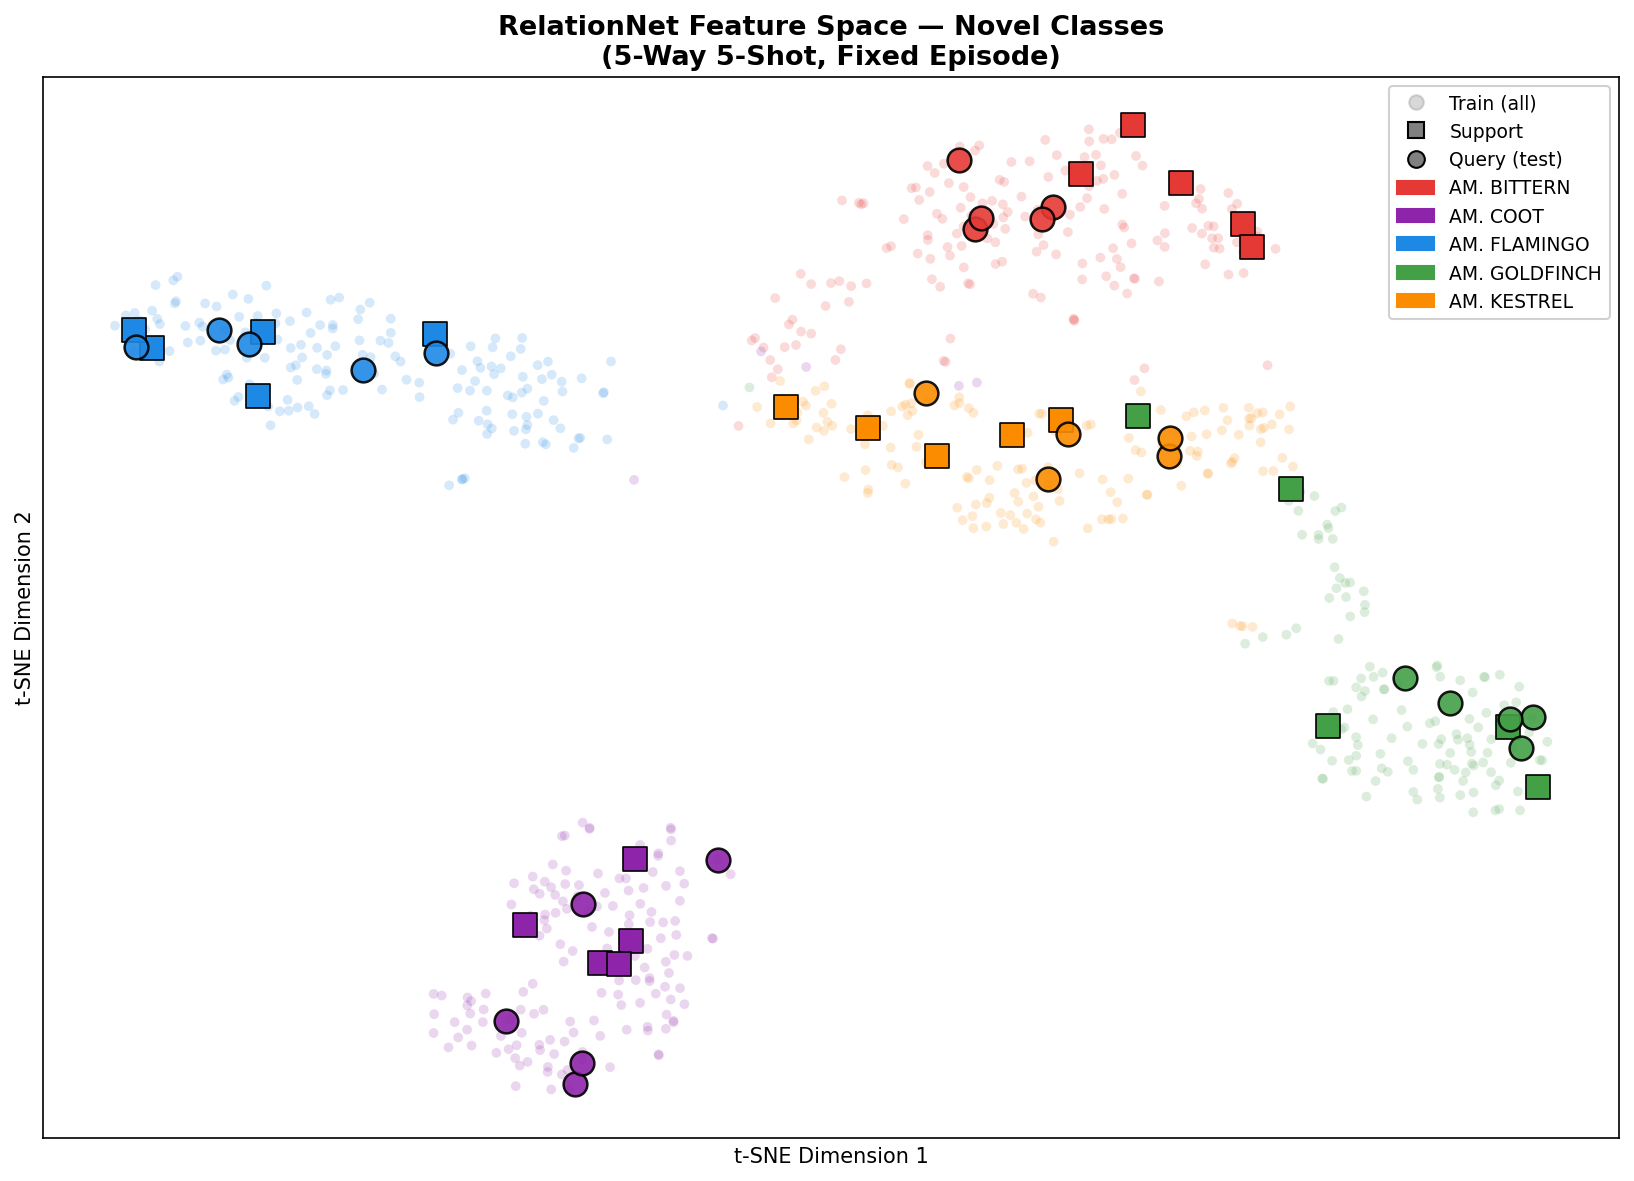 RelationNet Feature Space — Novel Classes
(5-Way 5-Shot, Fixed Episode)
Train (all)
Support
Query (test)
AM. BITTERN
AM. COOT
AM. FLAMINGO
AM. GOLDFINCH
AM. KESTREL
t-SNE Dimension 2
t-SNE Dimension 1